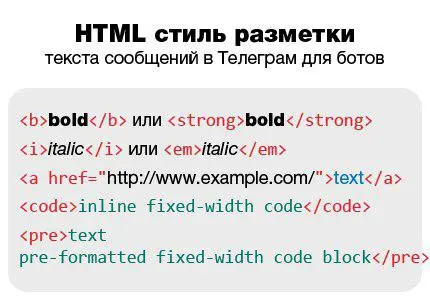 HTML стиль разметки
текста сообщений в Телеграм для ботов
<b>bold</b> или <strong>bold</strong>
<i>italic</i> или <em>italic</em>
<a href="http://www.example.com/">text</a>
<code>inline fixed-width code</code>
<pre>text
pre-formatted fixed-width code block</pre>